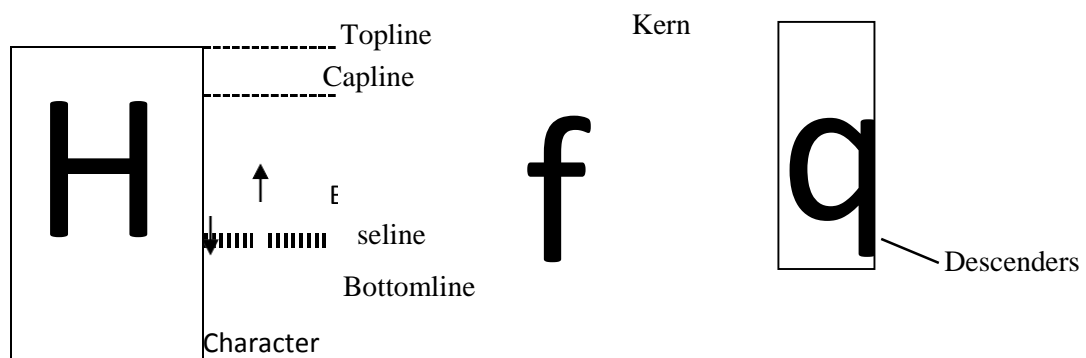 Topline
Kern
Capline
H
f
q
seline
Descenders
Bottomline
Character